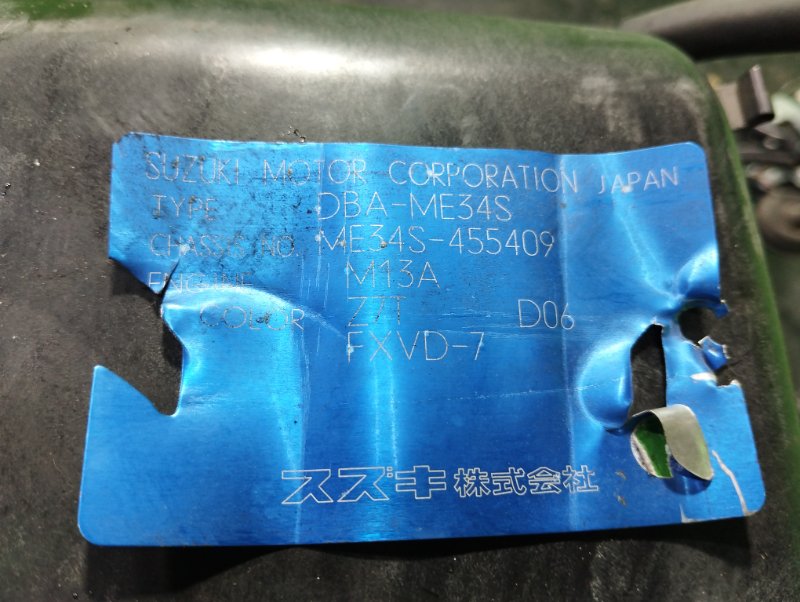 SUZUKI MOTOR CORPORATION JAPAN
TYPE DBA-ME34S
CHASSIS NO. ME34S-455409
ENGINE M13A
COLOR Z7T D06
FXVD-7
スズキ株式会社